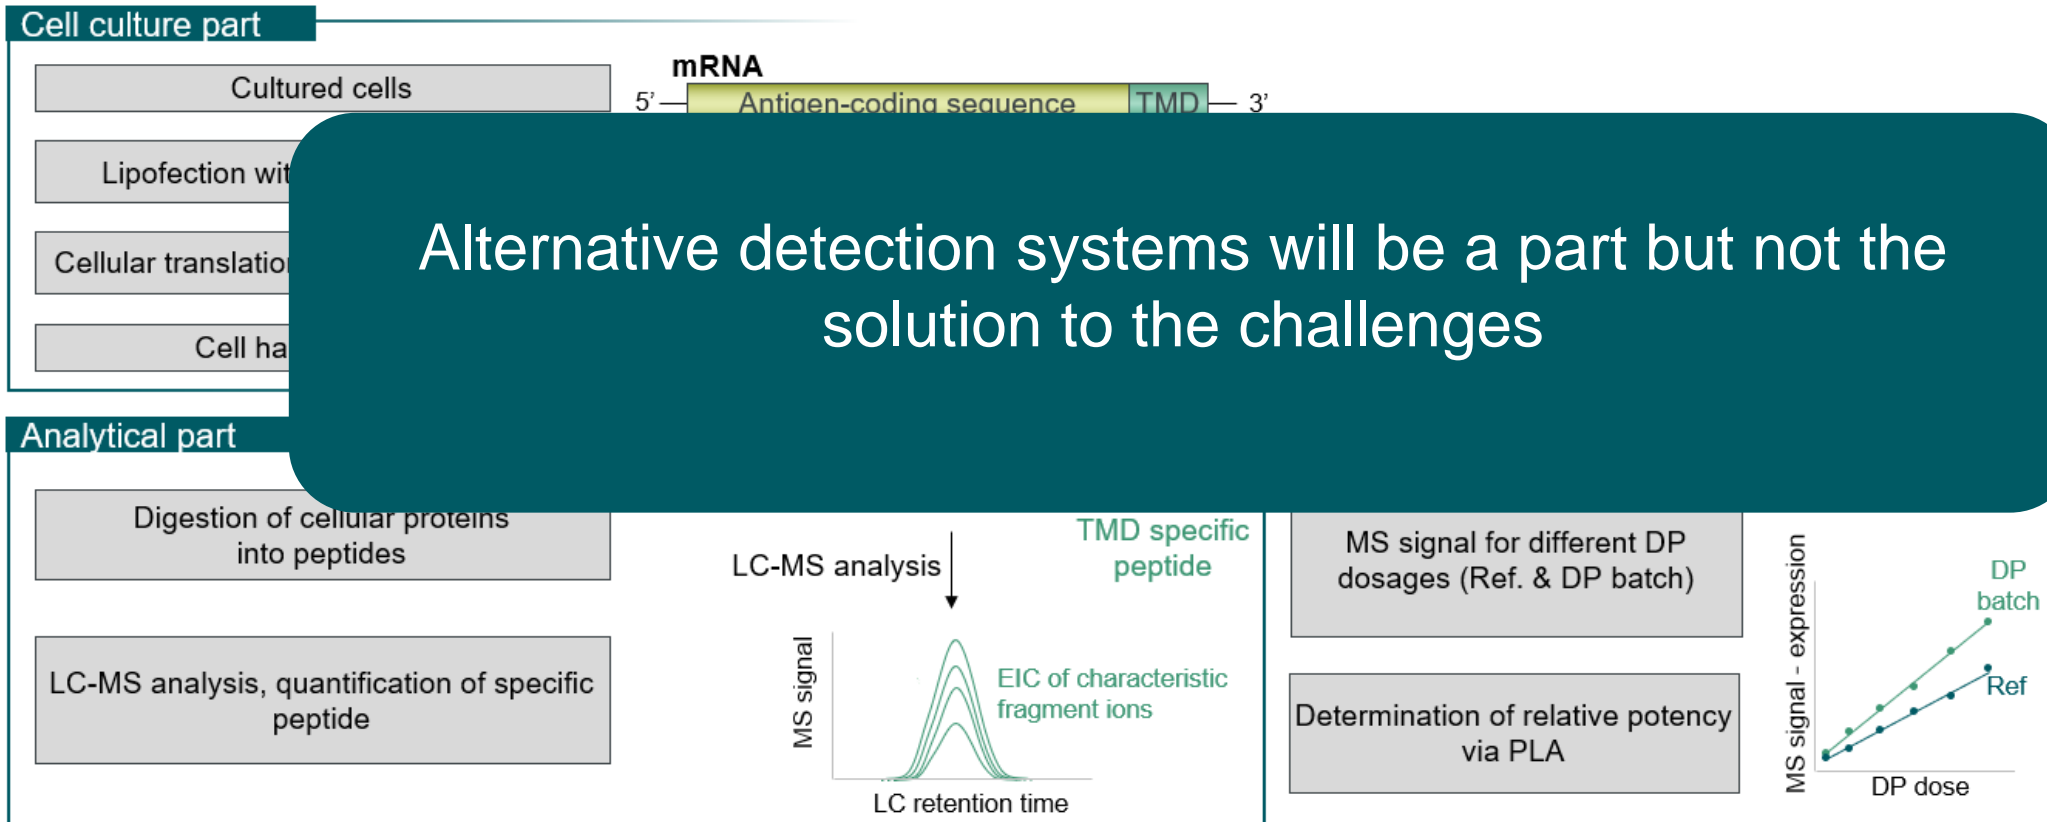 Cell culture part
Cultured cells
mRNA
5’
Antigen-coding sequence
TMD
3’
Lipofection
Cellular
Cell
Alternative detection systems will be a part but not the
solution to the challenges
Analytical part
Digestion of cellular proteins
into peptides
LC-MS analysis, quantification of specific
peptide
LC-MS analysis
TMD specific
peptide
MS signal
EIC of characteristic
fragment ions
LC retention time
MS signal for different DP
dosages (Ref. & DP batch)
Determination of relative potency
via PLA
MS signal - expression
DP
batch
Ref
DP dose